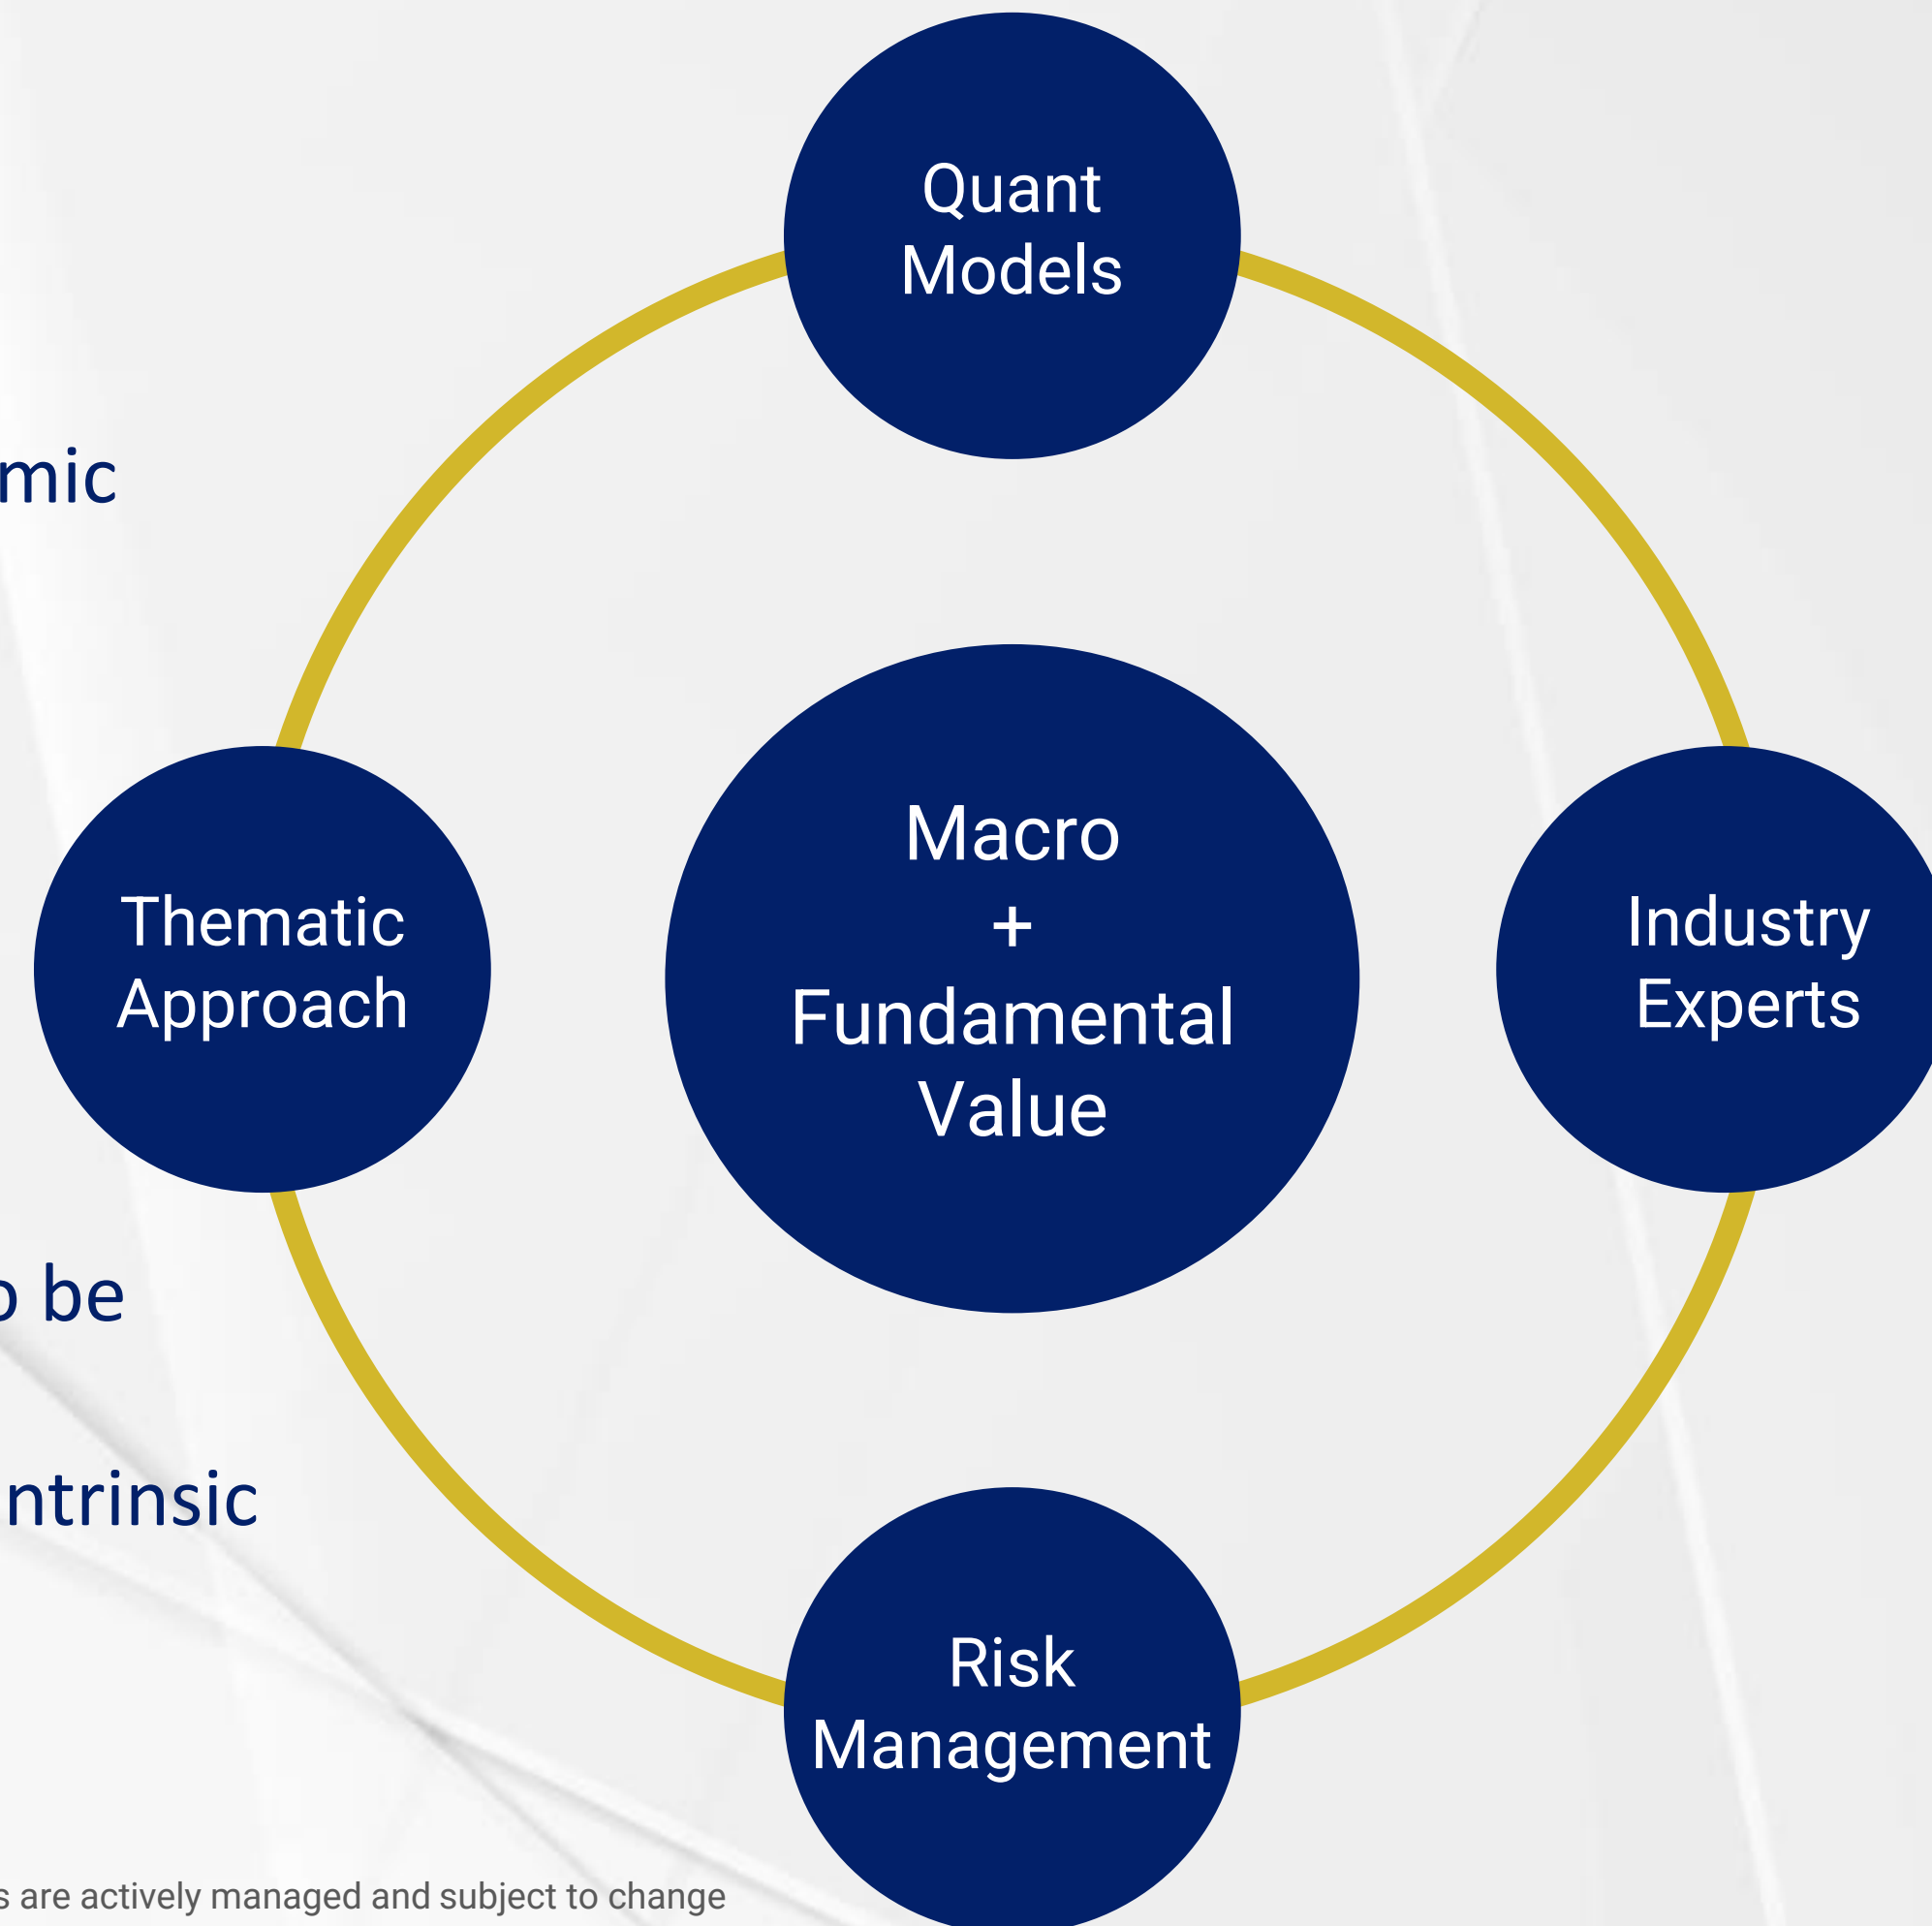 Quant
Models
mic
Thematic
Approach
Macro
+
Fundamental
Value
Industry
Experts
be
ntrinsic
Risk
Management
s are actively managed and subject to change